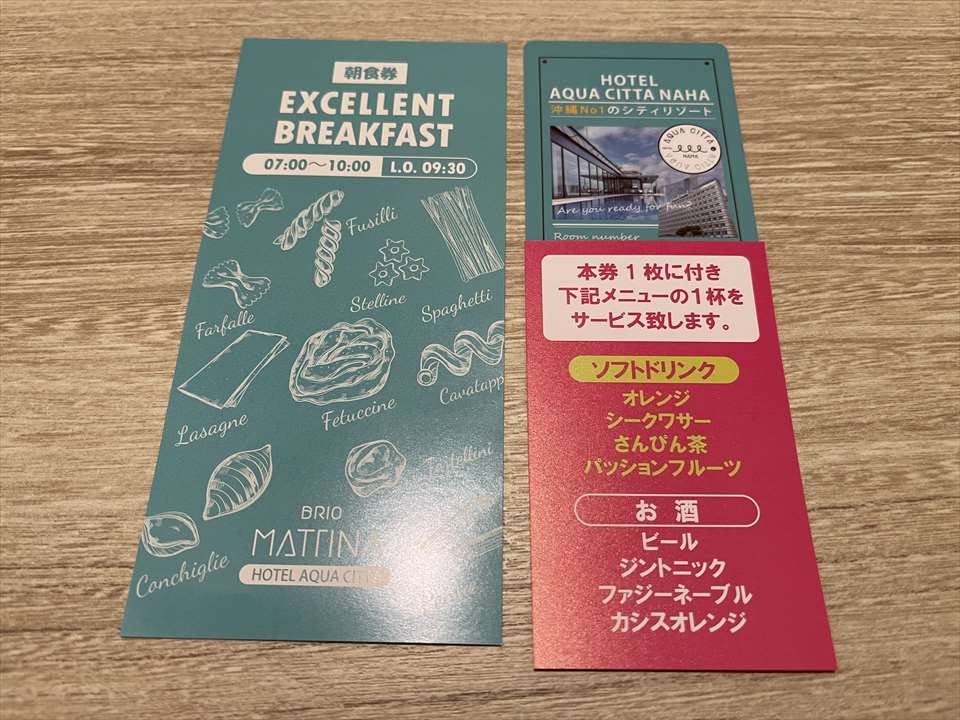 朝食券
EXCELLENT
BREAKFAST
07:00～10:00 L.O. 09:30
Fusilli
Stelline
Spaghetti
Farfalle
Cavatapp
Fetuccine
Lasagne
Conchiglie
BRIO
HOTEL AQUA
HOTEL
AQUA CITTA NAHA
沖縄No1のシティリゾート
AQUA CITTA
NAHA
Are you ready for fun?
Room number
本券1枚に付き
下記メニューの1杯を
サービス致します。
ソフトドリンク
オレンジ
シークワサー
さんぴん茶
パッションフルーツ
お酒
ビール
ジントニック
ファジーネーブル
カシスオレンジ